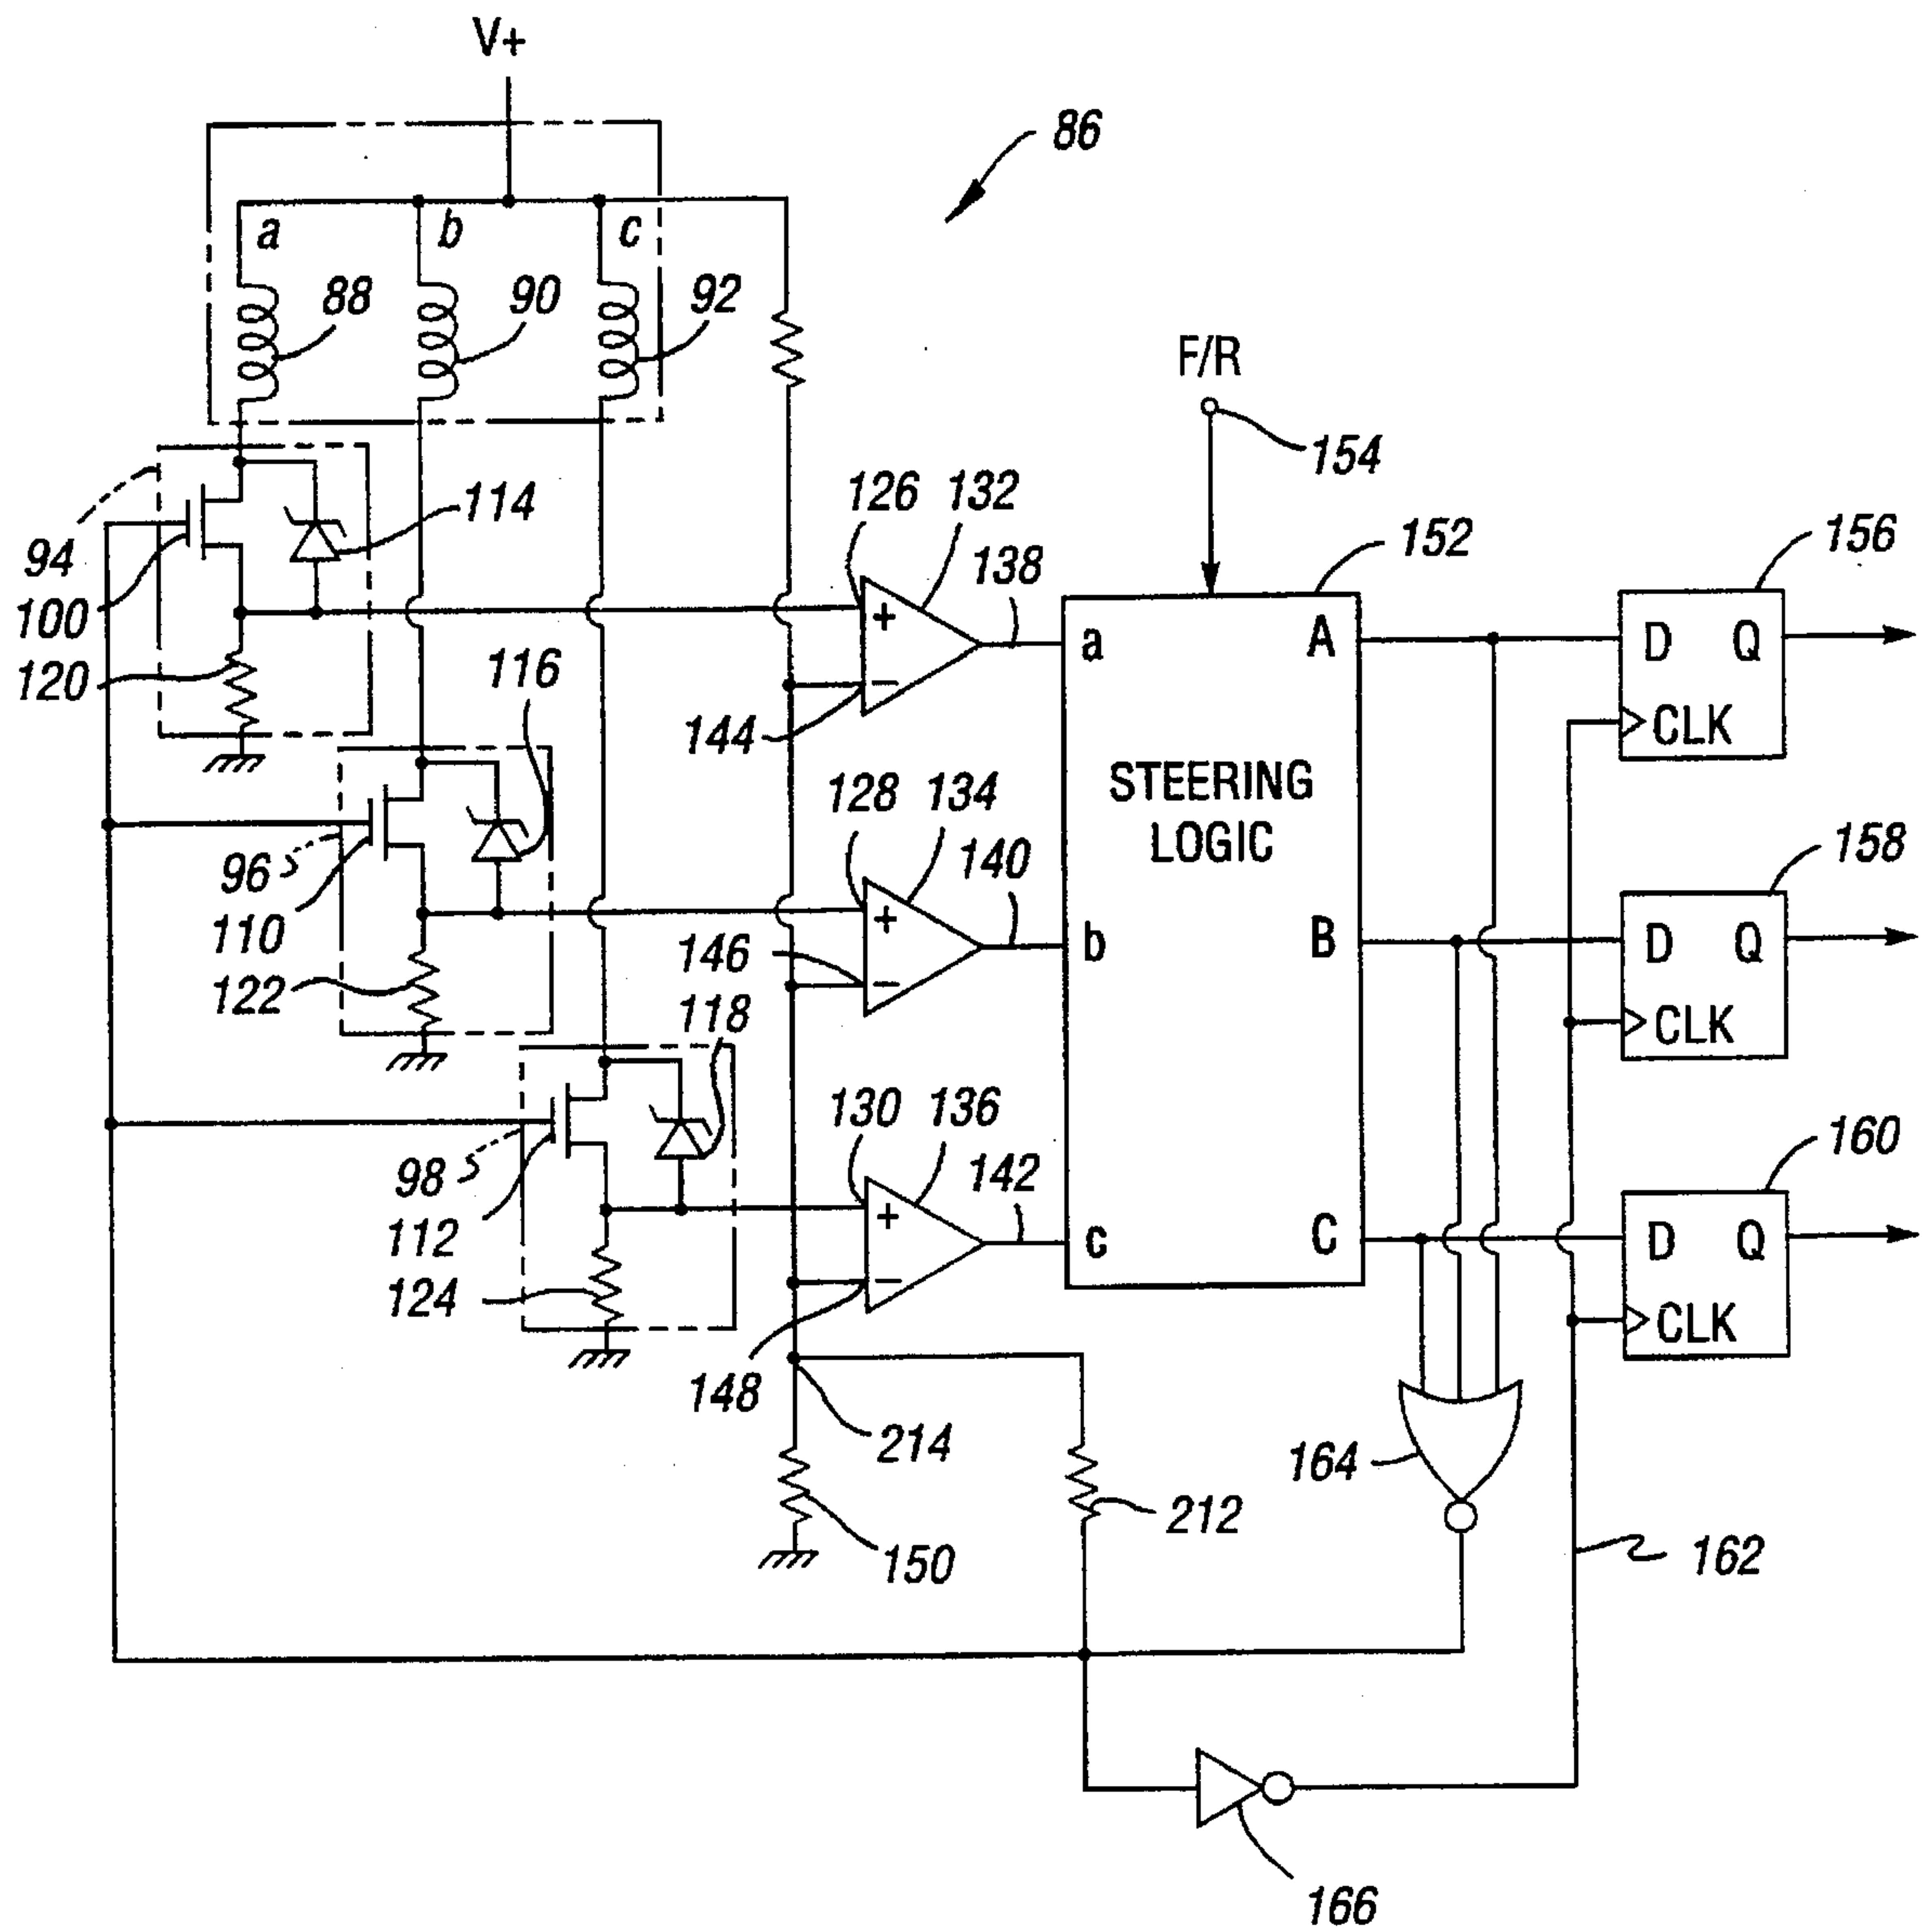 V+
86
a b c
88 90 92
F/R
154
94
114
126 132
138
152
156
100
120
+
−
a
A
D Q
CLK
116
144
STEERING
LOGIC
128 134
140
158
96
110
122
146
+
−
b
B
D Q
CLK
118
98
112
124
130 136
142
160
+
−
c
C
D Q
CLK
148
214
164
212
150
162
166